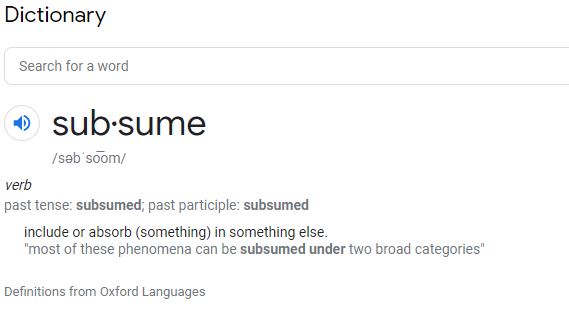 Dictionary
Search for a word
sub·sume
/səbˈso͞om/
verb
past tense: subsumed; past participle: subsumed
include or absorb (something) in something else.
"most of these phenomena can be subsumed under two broad categories"
Definitions from Oxford Languages